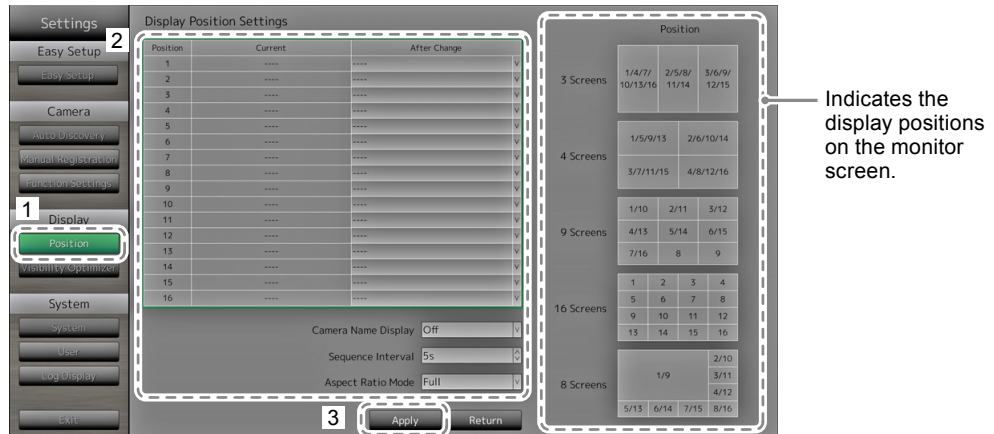 Settings
Easy Setup
Easy Setup
Camera
Auto Discovery
Manual Registration
Function Settings
1
Display
Position
Visibility Optimizer
System
System
User
Log Display
Exit
2
Display Position Settings
Position Current After Change
1 ---- ---- v
2 ---- ---- v
3 ---- ---- v
4 ---- ---- v
5 ---- ---- v
6 ---- ---- v
7 ---- ---- v
8 ---- ---- v
9 ---- ---- v
10 ---- ---- v
11 ---- ---- v
12 ---- ---- v
13 ---- ---- v
14 ---- ---- v
15 ---- ---- v
16 ---- ---- v
Camera Name Display Off v
Sequence Interval 5s
Aspect Ratio Mode Full v
3
Apply Return
Position
3 Screens
1/4/7/ 2/5/8/ 3/6/9/
10/13/16 11/14 12/15
4 Screens
1/5/9/13 2/6/10/14
3/7/11/15 4/8/12/16
9 Screens
1/10 2/11 3/12
4/13 5/14 6/15
7/16 8 9
16 Screens
1 2 3 4
5 6 7 8
9 10 11 12
13 14 15 16
8 Screens
1/9 2/10
3/11
4/12
5/13 6/14 7/15 8/16
Indicates the
display positions
on the monitor
screen.